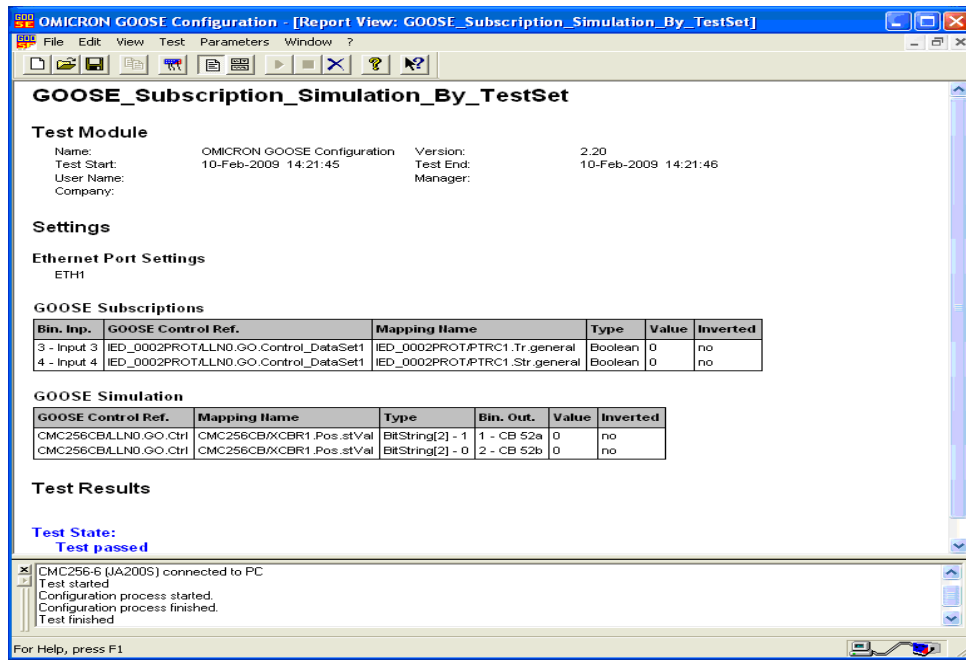 OMICRON GOOSE Configuration - [Report View: GOOSE_Subscription_Simulation_By_TestSet]
File Edit View Test Parameters Window ?
GOOSE_Subscription_Simulation_By_TestSet
Test Module
Name: OMICRON GOOSE Configuration Version: 2.20
Test Start: 10-Feb-2009 14:21:45 Test End: 10-Feb-2009 14:21:46
User Name: Manager:
Company:
Settings
Ethernet Port Settings
ETH1
GOOSE Subscriptions
Bin. Inp. GOOSE Control Ref. Mapping Name Type Value Inverted
3 - Input 3 IED_0002PROT/LLN0.GO.Control_DataSet1 IED_0002PROT/PTRC1.Tr.general Boolean 0 no
4 - Input 4 IED_0002PROT/LLN0.GO.Control_DataSet1 IED_0002PROT/PTRC1.Str.general Boolean 0 no
GOOSE Simulation
GOOSE Control Ref. Mapping Name Type Bin. Out. Value Inverted
CMC256CB/LLN0.GO.Ctrl CMC256CB/XCBR1.Pos.stVal BitString[2] - 1 1 - CB 52a 0 no
CMC256CB/LLN0.GO.Ctrl CMC256CB/XCBR1.Pos.stVal BitString[2] - 0 2 - CB 52b 0 no
Test Results
Test State:
Test passed
CMC256-6 (JA200S) connected to PC
Test started
Configuration process started.
Configuration process finished.
Test finished
For Help, press F1